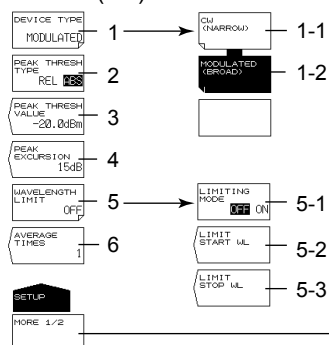 DEVICE TYPE
MODULATED
1
CW
(NARROW)
1-1
MODULATED
(BROAD)
1-2
PEAK THRESH
TYPE
REL ABS
2
PEAK THRESH
VALUE
-20.0dBm
3
PEAK
EXCURSION
15dB
4
WAVELENGTH
LIMIT
OFF
5
LIMITING
MODE
OFF ON
5-1
AVERAGE
TIMES
1
6
LIMIT
START WL
5-2
LIMIT
STOP WL
5-3
SETUP
MORE 1/2